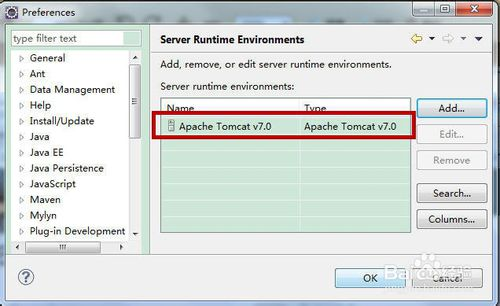 Preferences
type filter text
General
Ant
Data Management
Help
Install/Update
Java
Java EE
Java Persistence
JavaScript
Maven
Mylyn
Plug-in Development
Server Runtime Environments
Add, remove, or edit server runtime environments.
Server runtime environments:
Name Type
Apache Tomcat v7.0 Apache Tomcat v7.0
Add...
Edit...
Remove
Search...
Columns...
OK
Cancel